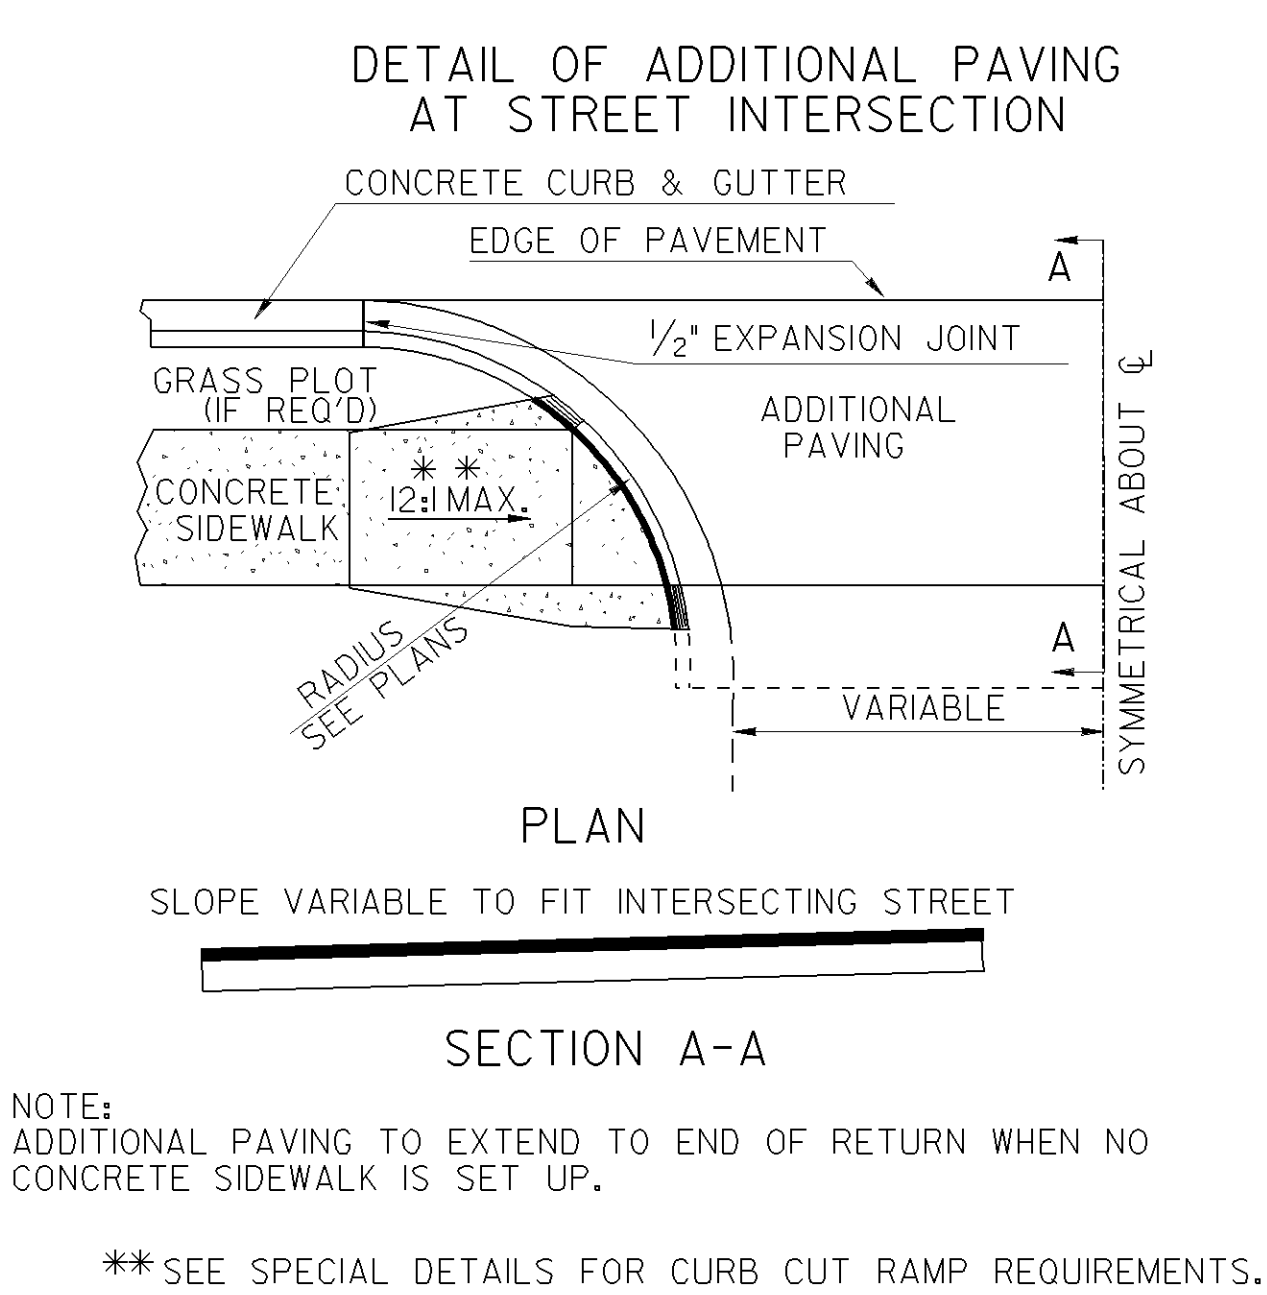 DETAIL OF ADDITIONAL PAVING
AT STREET INTERSECTION
CONCRETE CURB & GUTTER
EDGE OF PAVEMENT
A
1/2" EXPANSION JOINT
GRASS PLOT
(IF REQ'D)
ADDITIONAL
PAVING
SYMMETRICAL ABOUT ℄
* *
12:1 MAX.
CONCRETE
SIDEWALK
RADIUS
SEE PLANS
A
VARIABLE
PLAN
SLOPE VARIABLE TO FIT INTERSECTING STREET
SECTION A-A
NOTE:
ADDITIONAL PAVING TO EXTEND TO END OF RETURN WHEN NO
CONCRETE SIDEWALK IS SET UP.
** SEE SPECIAL DETAILS FOR CURB CUT RAMP REQUIREMENTS.